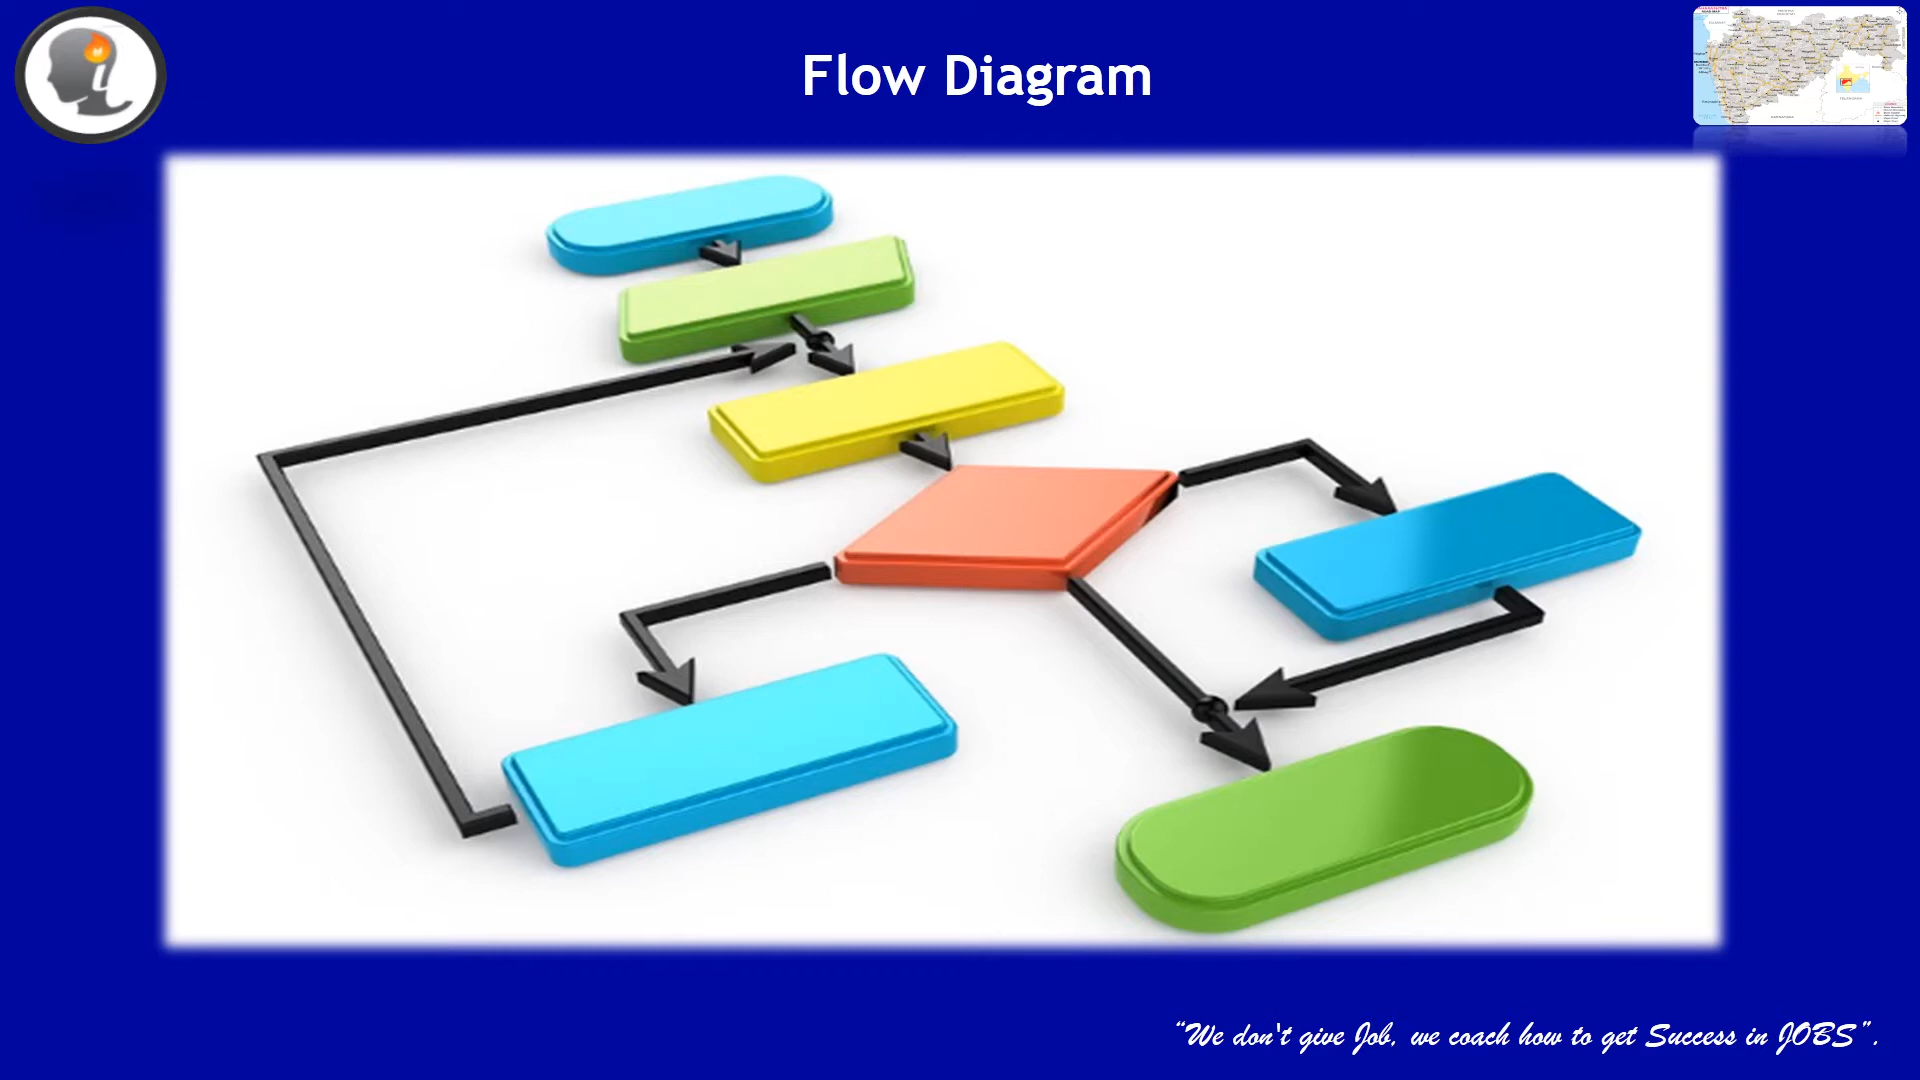 Flow Diagram
“We don't give Job, we coach how to get Success in JOBS”.